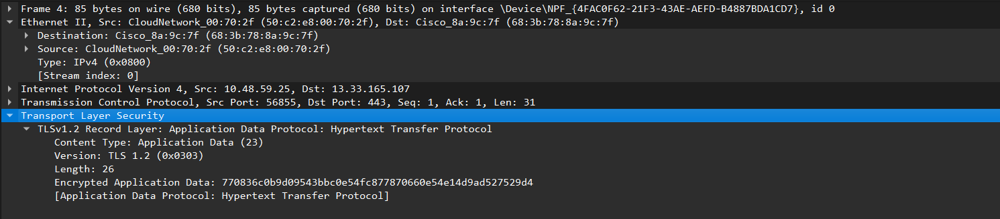 Frame 4: 85 bytes on wire (680 bits), 85 bytes captured (680 bits) on interface \Device\NPF_{4FAC0F62-21F3-43AE-AEFD-B4887BDA1CD7}, id 0
Ethernet II, Src: CloudNetwork_00:70:2f (50:c2:e8:00:70:2f), Dst: Cisco_8a:9c:7f (68:3b:78:8a:9c:7f)
Destination: Cisco_8a:9c:7f (68:3b:78:8a:9c:7f)
Source: CloudNetwork_00:70:2f (50:c2:e8:00:70:2f)
Type: IPv4 (0x0800)
[Stream index: 0]
Internet Protocol Version 4, Src: 10.48.59.25, Dst: 13.33.165.107
Transmission Control Protocol, Src Port: 56855, Dst Port: 443, Seq: 1, Ack: 1, Len: 31
Transport Layer Security
TLSv1.2 Record Layer: Application Data Protocol: Hypertext Transfer Protocol
Content Type: Application Data (23)
Version: TLS 1.2 (0x0303)
Length: 26
Encrypted Application Data: 770836c0b9d09543bbc0e54fc877870660e54e14d9ad527529d4
[Application Data Protocol: Hypertext Transfer Protocol]